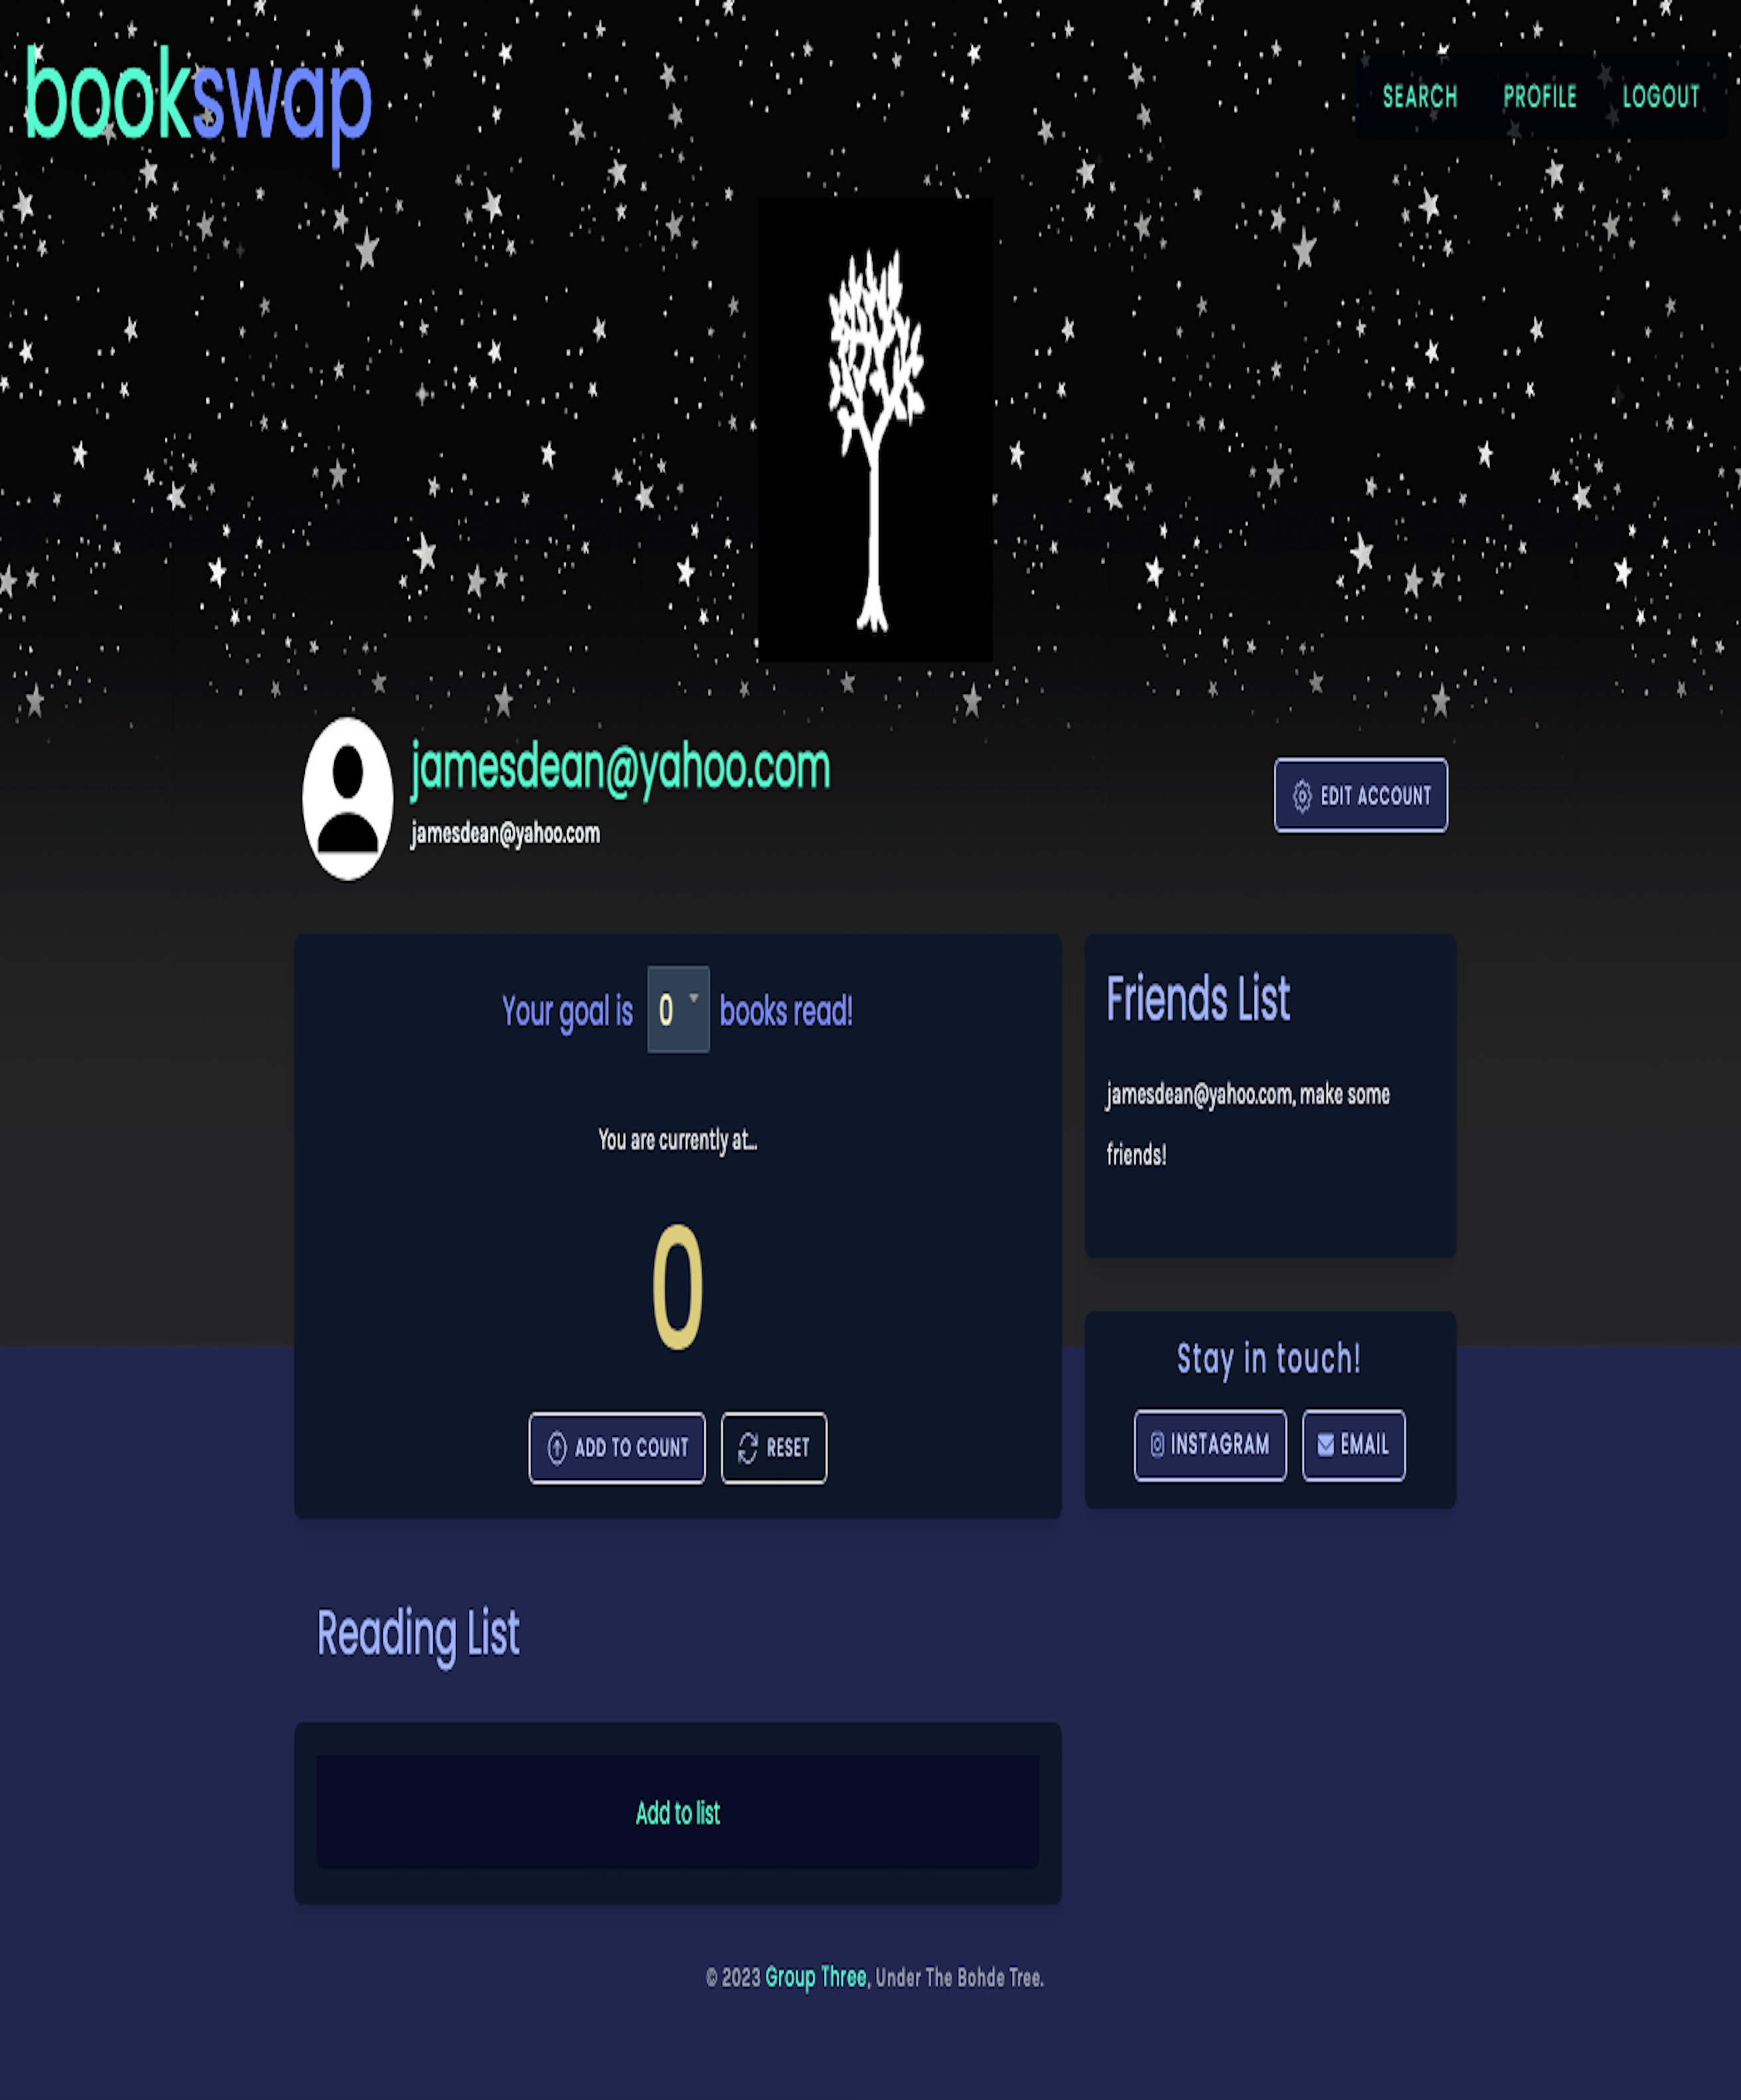 bookswap
SEARCH PROFILE LOGOUT
jamesdean@yahoo.com
jamesdean@yahoo.com
EDIT ACCOUNT
Your goal is 0 books read!
You are currently at...
0
ADD TO COUNT RESET
Friends List
jamesdean@yahoo.com, make some
friends!
Stay in touch!
INSTAGRAM EMAIL
Reading List
Add to list
© 2023 Group Three, Under The Bohde Tree.